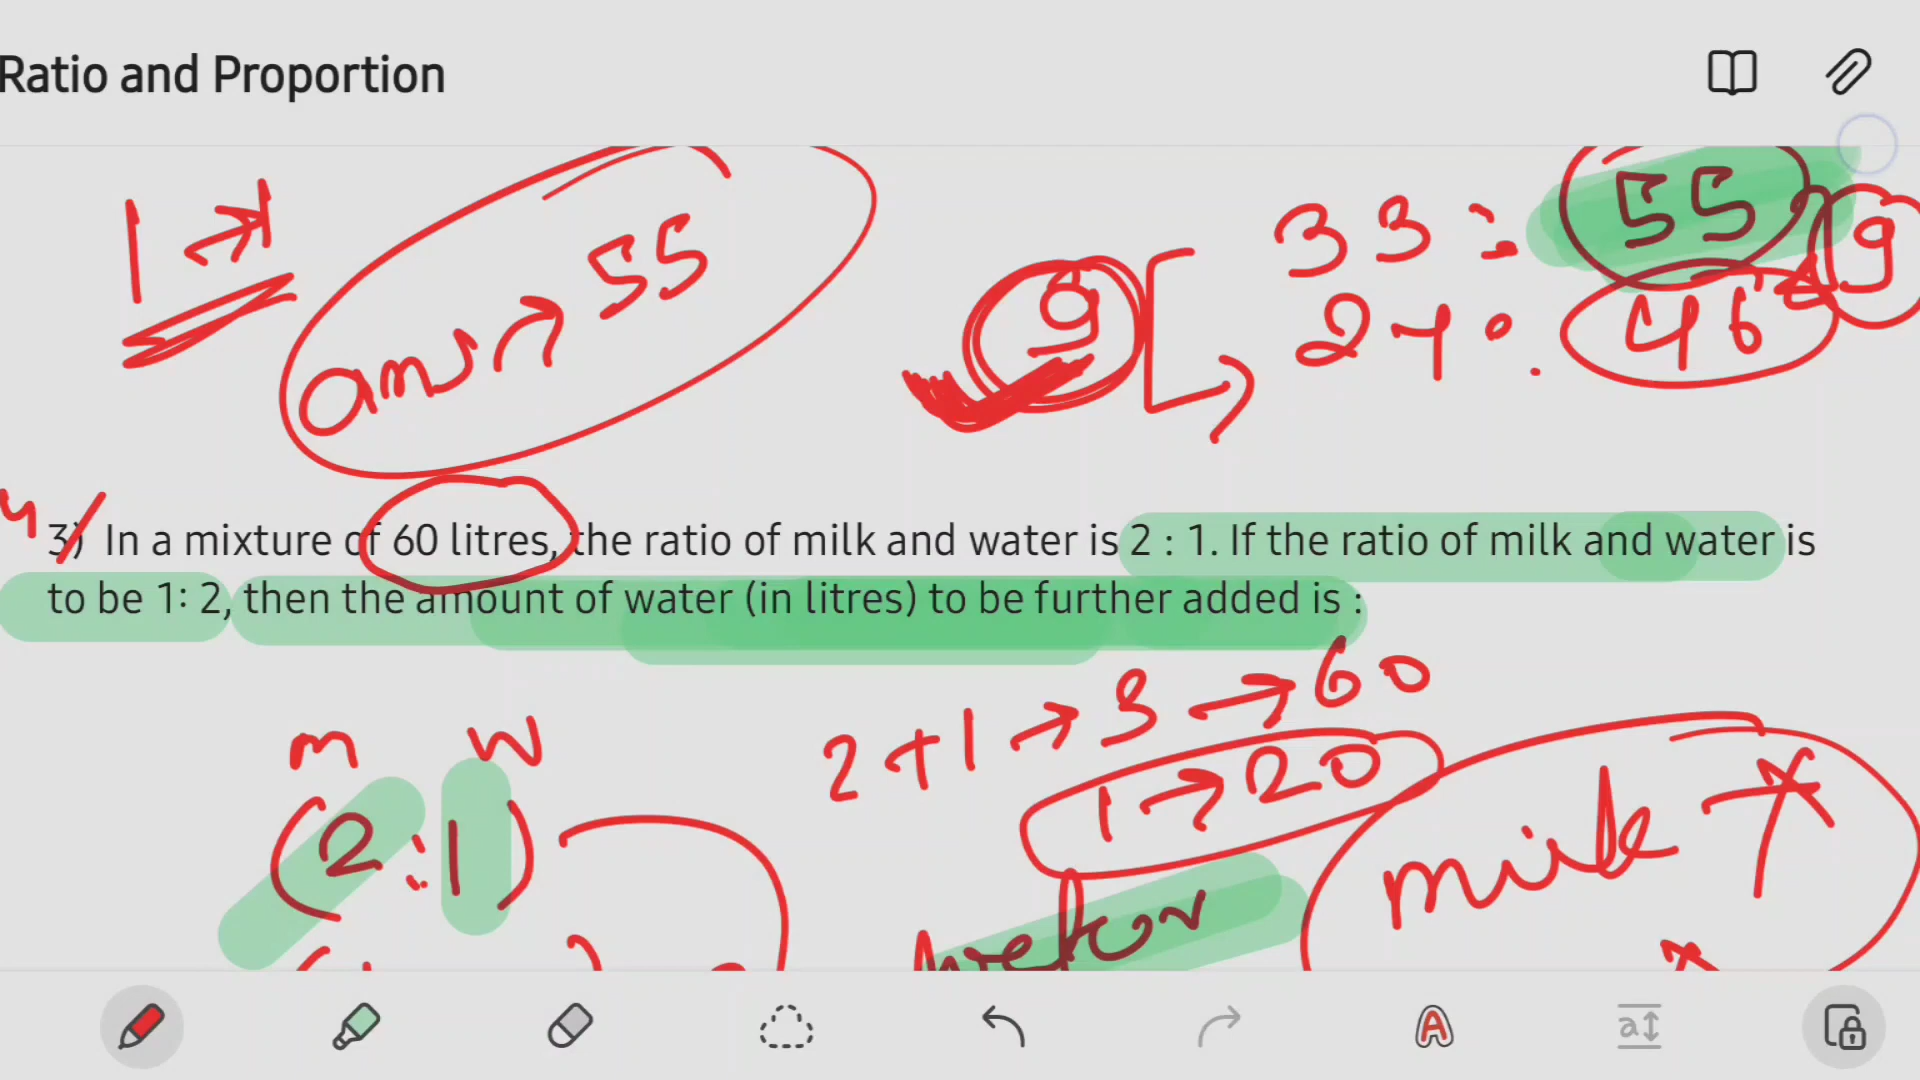 Ratio and Proportion
1 → 1
ans → 55
9
33 : 55
24 : 46
9
4/
3) In a mixture of 60 litres, the ratio of milk and water is 2 : 1. If the ratio of milk and water is
to be 1: 2, then the amount of water (in litres) to be further added is :
2 + 1 → 3 → 60
1 → 20
m W
(2 : 1)
milk →
water
A
a